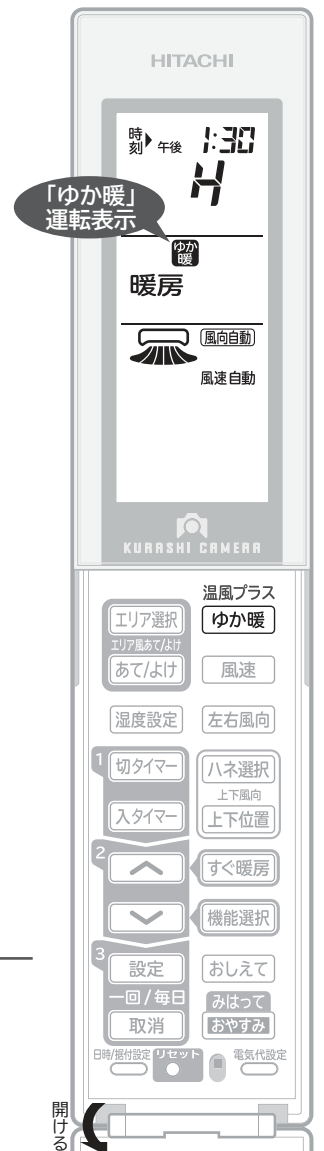 HITACHI
時刻 午後 1:30
H
「ゆか暖」
運転表示
ゆか
暖
暖房
風向自動
風速自動
KURASHI CAMERA
温風プラス
エリア選択 ゆか暖
エリア風あて/よけ
あて/よけ 風速
湿度設定 左右風向
1 切タイマー ハネ選択
上下風向
入タイマー 上下位置
2 すぐ暖房
機能選択
3 設定 おしえて
一回/毎日 みはって
取消 おやすみ
日時/据付設定 リセット 電気代設定
開ける